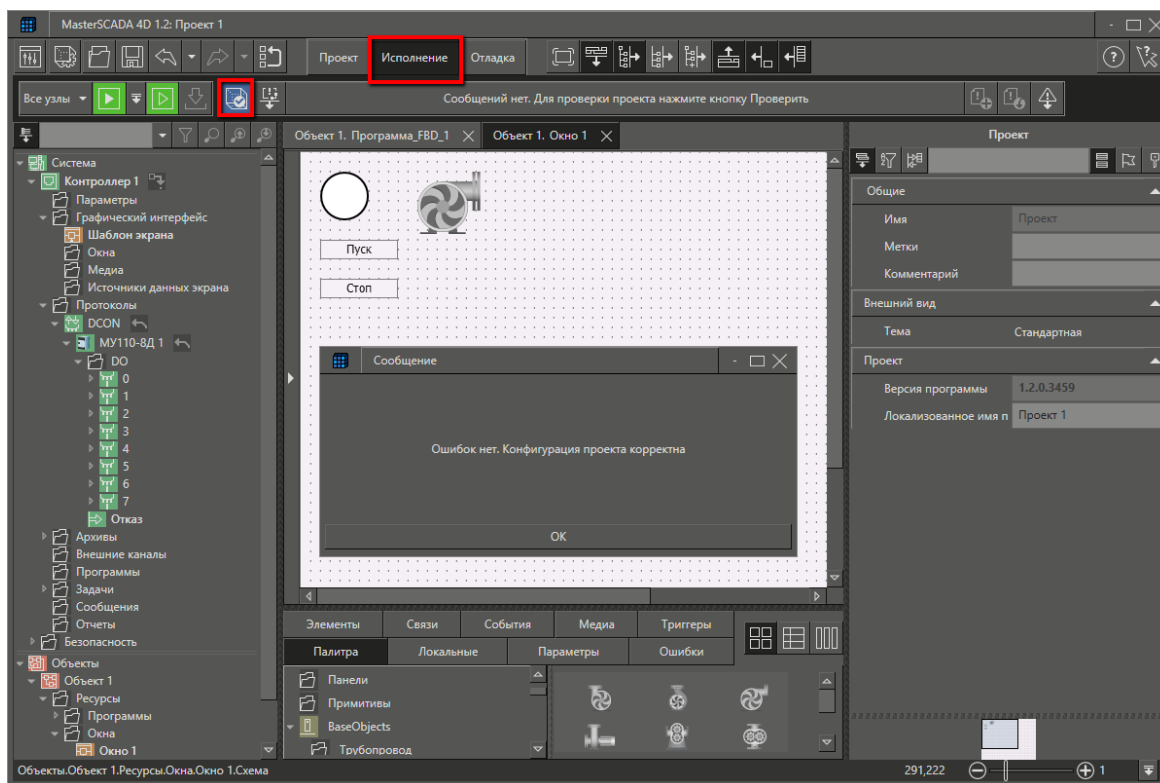 MasterSCADA 4D 1.2: Проект 1
Проект
Исполнение
Отладка
Все узлы
Сообщений нет. Для проверки проекта нажмите кнопку Проверить
Система
Контроллер 1
Параметры
Графический интерфейс
Шаблон экрана
Окна
Медиа
Источники данных экрана
Протоколы
DCON
МУ110-8Д 1
DO
0
1
2
3
4
5
6
7
Отказ
Архивы
Внешние каналы
Программы
Задачи
Сообщения
Отчеты
Безопасность
Объекты
Объект 1
Ресурсы
Программы
Окна
Окно 1
Объект 1. Программа_FBD_1
Объект 1. Окно 1
Пуск
Стоп
Сообщение
Ошибок нет. Конфигурация проекта корректна
OK
Элементы
Связи
События
Медиа
Триггеры
Палитра
Локальные
Параметры
Ошибки
Панели
Примитивы
BaseObjects
Трубопровод
Проект
Общие
Имя
Проект
Метки
Комментарий
Внешний вид
Тема
Стандартная
Проект
Версия программы
1.2.0.3459
Локализованное имя п
Проект 1
Объекты.Объект 1.Ресурсы.Окна.Окно 1.Схема
291,222
1